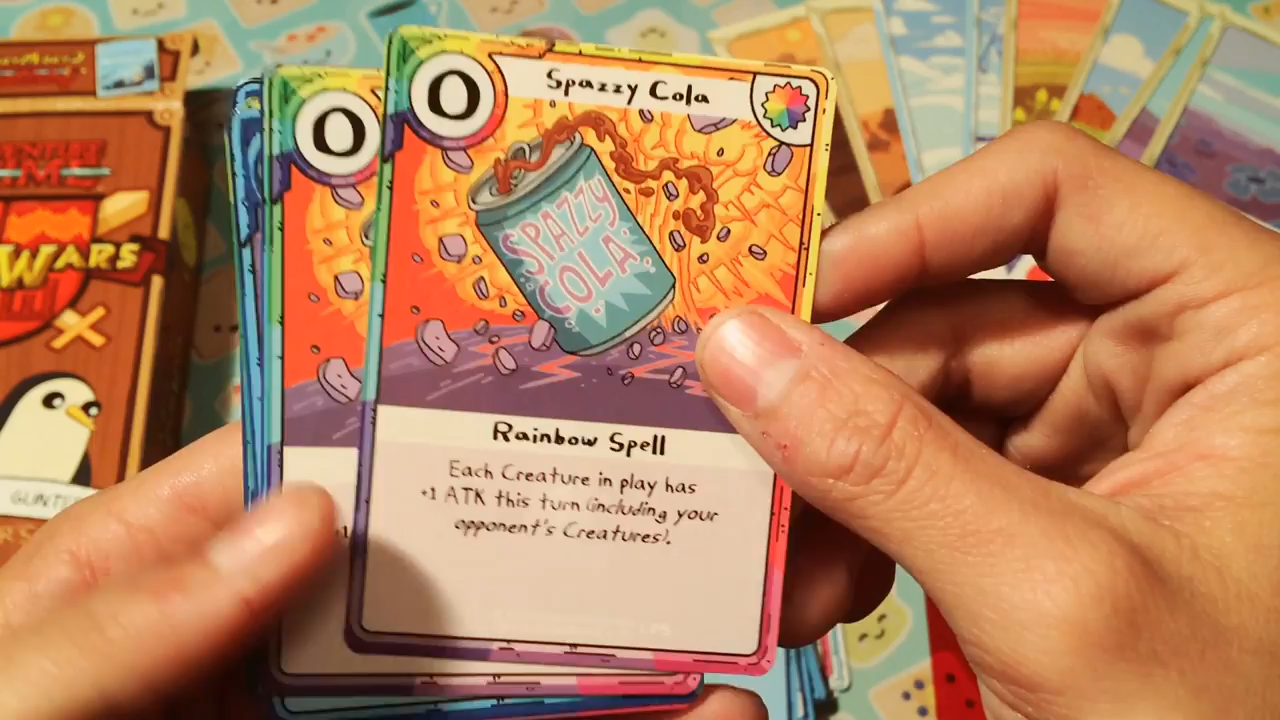 0
0
Spazzy Cola
SPAZZY
COLA
Rainbow Spell
Each Creature in play has
+1 ATK this turn (including your
opponent's Creatures).
WARS